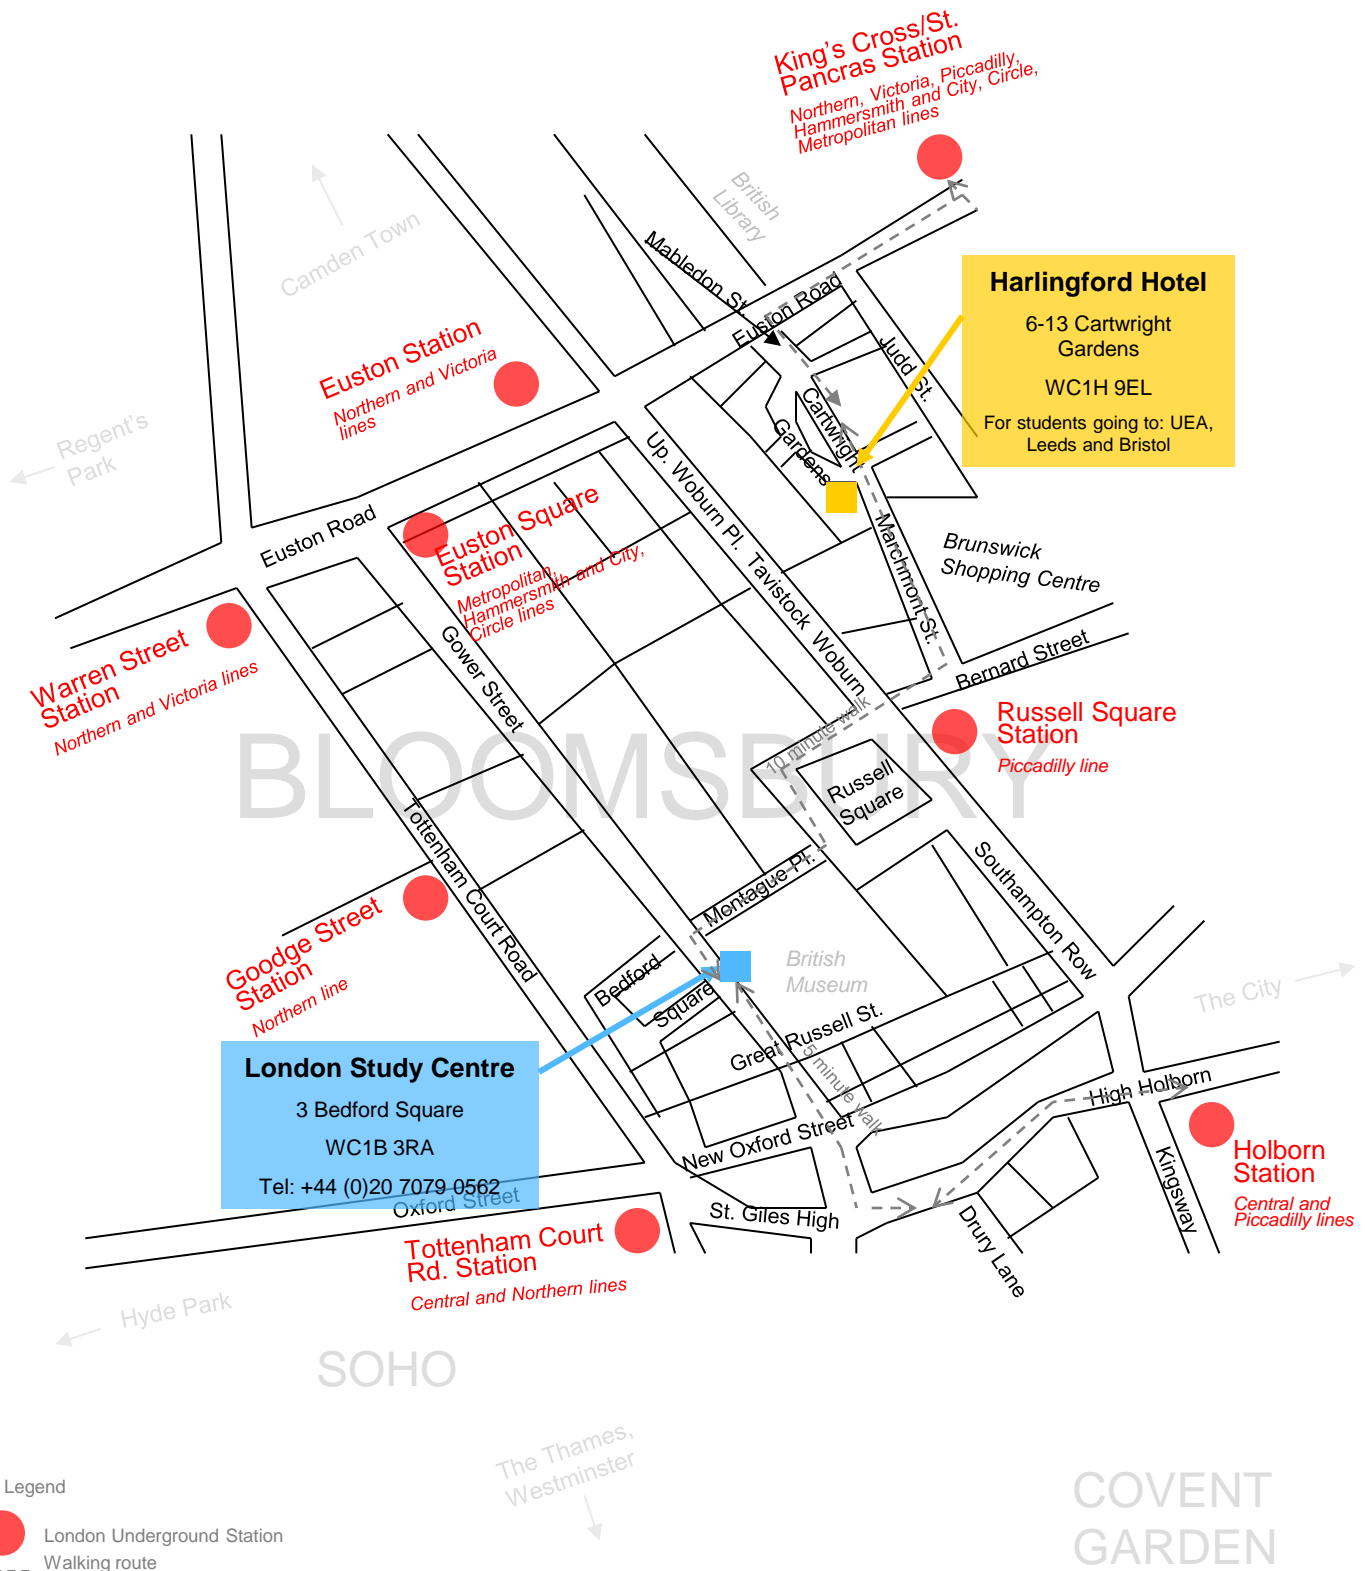 King's Cross/St.
Pancras Station
Northern, Victoria, Piccadilly,
Hammersmith and City, Circle,
Metropolitan lines
British
Library
Camden Town
Mabledon St.
Euston Road
Harlingford Hotel
6-13 Cartwright
Gardens
WC1H 9EL
For students going to: UEA,
Leeds and Bristol
Judd St.
Euston Station
Northern and Victoria
lines
Regent's
Park
Cartwright
Gardens
Up. Woburn Pl.
Tavistock
Woburn
Euston Road
Euston Square
Station
Metropolitan,
Hammersmith and City,
Circle lines
Marchmont St.
Brunswick
Shopping Centre
Warren Street
Station
Northern and Victoria lines
Gower Street
Bernard Street
10 minute walk
Russell Square
Station
Piccadilly line
BLOOMSBURY
Russell
Square
Tottenham Court Road
Montague Pl.
Southampton Row
Goodge Street
Station
Northern line
Bedford
Square
British
Museum
The City
Great Russell St.
5 minute walk
London Study Centre
3 Bedford Square
WC1B 3RA
Tel: +44 (0)20 7079 0562
High Holborn
New Oxford Street
Holborn
Station
Central and
Piccadilly lines
Kingsway
Oxford Street
St. Giles High
Drury Lane
Tottenham Court
Rd. Station
Central and Northern lines
Hyde Park
SOHO
The Thames,
Westminster
COVENT
GARDEN
Legend
London Underground Station
Walking route